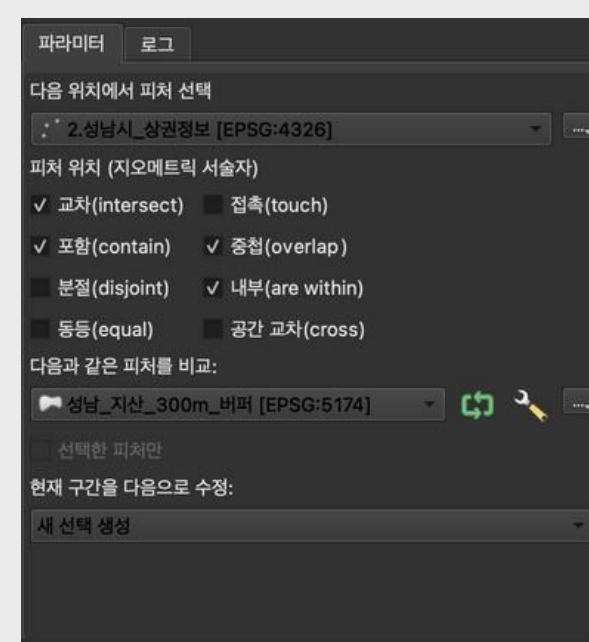 파라미터 로그
다음 위치에서 피처 선택
2.성남시_상권정보 [EPSG:4326]
피처 위치 (지오메트릭 서술자)
교차(intersect) 접촉(touch)
포함(contain) 중첩(overlap)
분절(disjoint) 내부(are within)
동등(equal) 공간 교차(cross)
다음과 같은 피처를 비교:
성남_지산_300m_버퍼 [EPSG:5174]
선택한 피처만
현재 구간을 다음으로 수정:
새 선택 생성